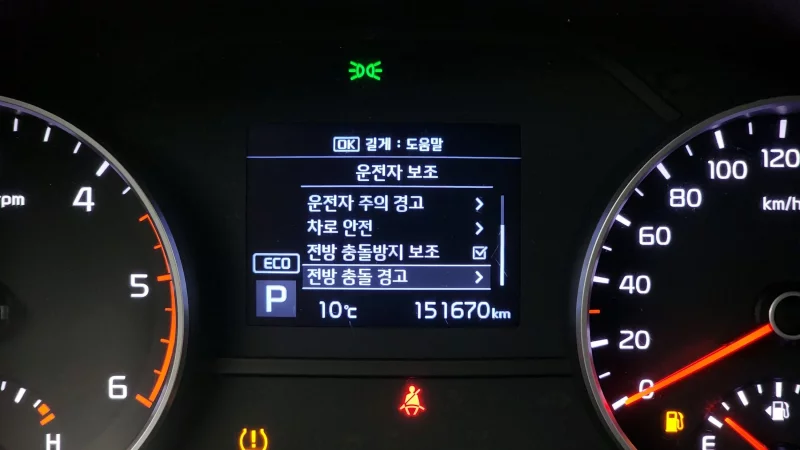 OK 길게 : 도움말
운전자 보조
운전자 주의 경고
차로 안전
전방 충돌방지 보조
전방 충돌 경고
ECO
P
10℃
151670km
rpm
4
5
6
H
120
100
80
60
40
20
0
km/h
E